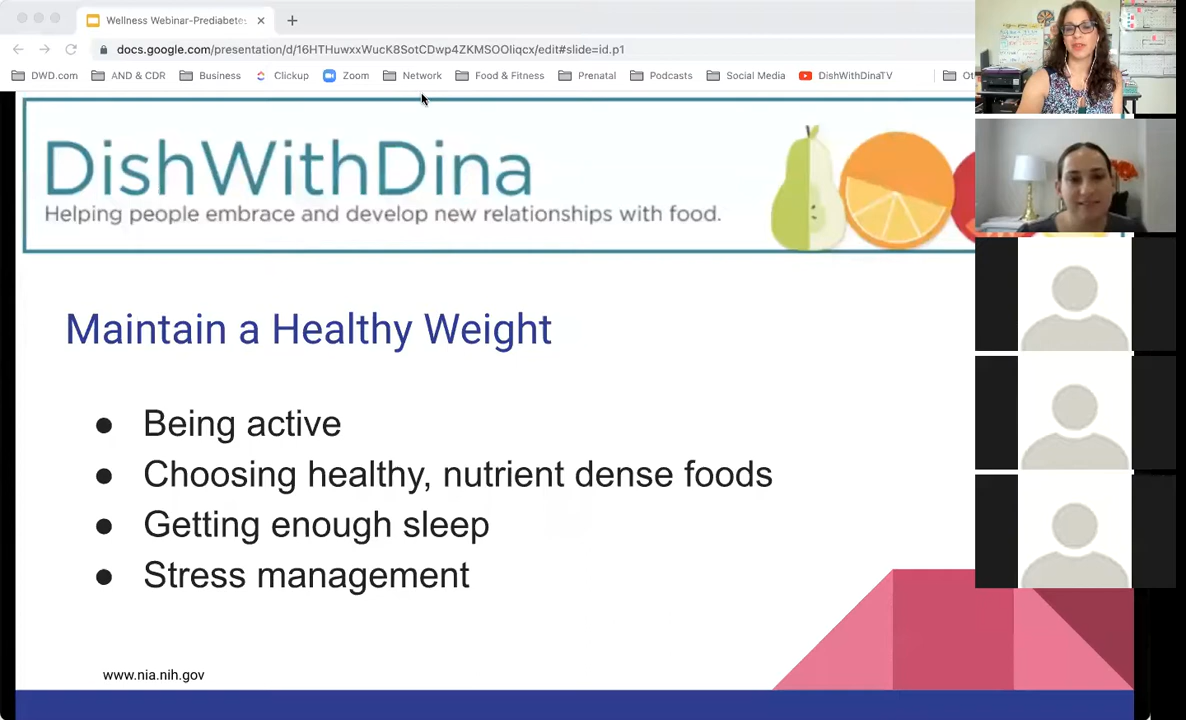 Wellness Webinar-Prediabetes
docs.google.com/presentation/d/16HTHuwxxWucK8SotCDwp4ZKMSOOliqcx/edit#slide=id.p1
DWD.com AND & CDR Business Clickup Zoom Network Food & Fitness Prenatal Podcasts Social Media DishWithDinaTV
DishWithDina
Helping people embrace and develop new relationships with food.
Maintain a Healthy Weight
● Being active
● Choosing healthy, nutrient dense foods
● Getting enough sleep
● Stress management
www.nia.nih.gov